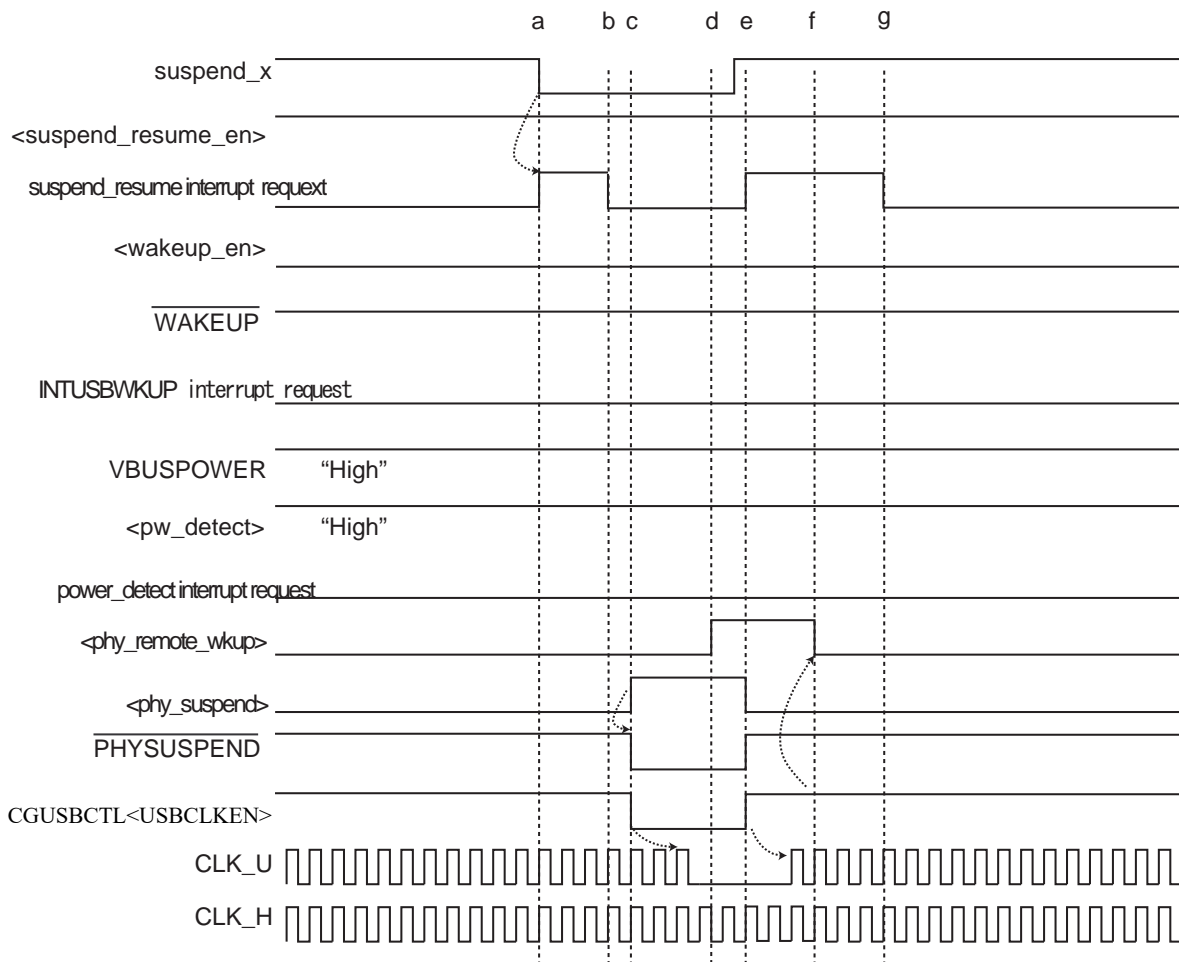 a b c d e f g
suspend_x
<suspend_resume_en>
suspend_resume interrupt requext
<wakeup_en>
WAKEUP
INTUSBWKUP interrupt request
VBUSPOWER "High"
<pw_detect> "High"
power_detect interrupt request
<phy_remote_wkup>
<phy_suspend>
PHYSUSPEND
CGUSBCTL<USBCLKEN>
CLK_U
CLK_H